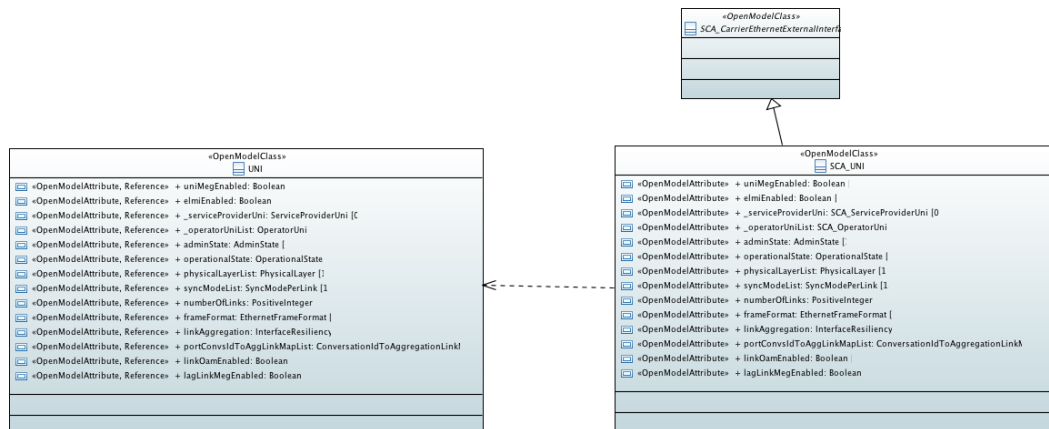 «OpenModelClass»
SCA_CarrierEthernetExternalInterfa
«OpenModelClass»
UNI
«OpenModelAttribute, Reference» + uniMegEnabled: Boolean
«OpenModelAttribute, Reference» + elmiEnabled: Boolean
«OpenModelAttribute, Reference» + _serviceProviderUni: ServiceProviderUni [0
«OpenModelAttribute, Reference» + _operatorUniList: OperatorUni
«OpenModelAttribute, Reference» + adminState: AdminState [
«OpenModelAttribute, Reference» + operationalState: OperationalState
«OpenModelAttribute, Reference» + physicalLayerList: PhysicalLayer [1
«OpenModelAttribute, Reference» + syncModeList: SyncModePerLink [1
«OpenModelAttribute, Reference» + numberOfLinks: PositiveInteger
«OpenModelAttribute, Reference» + frameFormat: EthernetFrameFormat [
«OpenModelAttribute, Reference» + linkAggregation: InterfaceResiliency
«OpenModelAttribute, Reference» + portConvsIdToAggLinkMapList: ConversationIdToAggregationLinkM
«OpenModelAttribute, Reference» + linkOamEnabled: Boolean
«OpenModelAttribute, Reference» + lagLinkMegEnabled: Boolean
«OpenModelClass»
SCA_UNI
«OpenModelAttribute» + uniMegEnabled: Boolean
«OpenModelAttribute» + elmiEnabled: Boolean [
«OpenModelAttribute» + _serviceProviderUni: SCA_ServiceProviderUni [0
«OpenModelAttribute» + _operatorUniList: SCA_OperatorUni
«OpenModelAttribute» + adminState: AdminState [
«OpenModelAttribute» + operationalState: OperationalState [
«OpenModelAttribute» + physicalLayerList: PhysicalLayer [1
«OpenModelAttribute» + syncModeList: SyncModePerLink [1
«OpenModelAttribute» + numberOfLinks: PositiveInteger
«OpenModelAttribute» + frameFormat: EthernetFrameFormat [
«OpenModelAttribute» + linkAggregation: InterfaceResiliency
«OpenModelAttribute» + portConvsIdToAggLinkMapList: ConversationIdToAggregationLinkM
«OpenModelAttribute» + linkOamEnabled: Boolean
«OpenModelAttribute» + lagLinkMegEnabled: Boolean